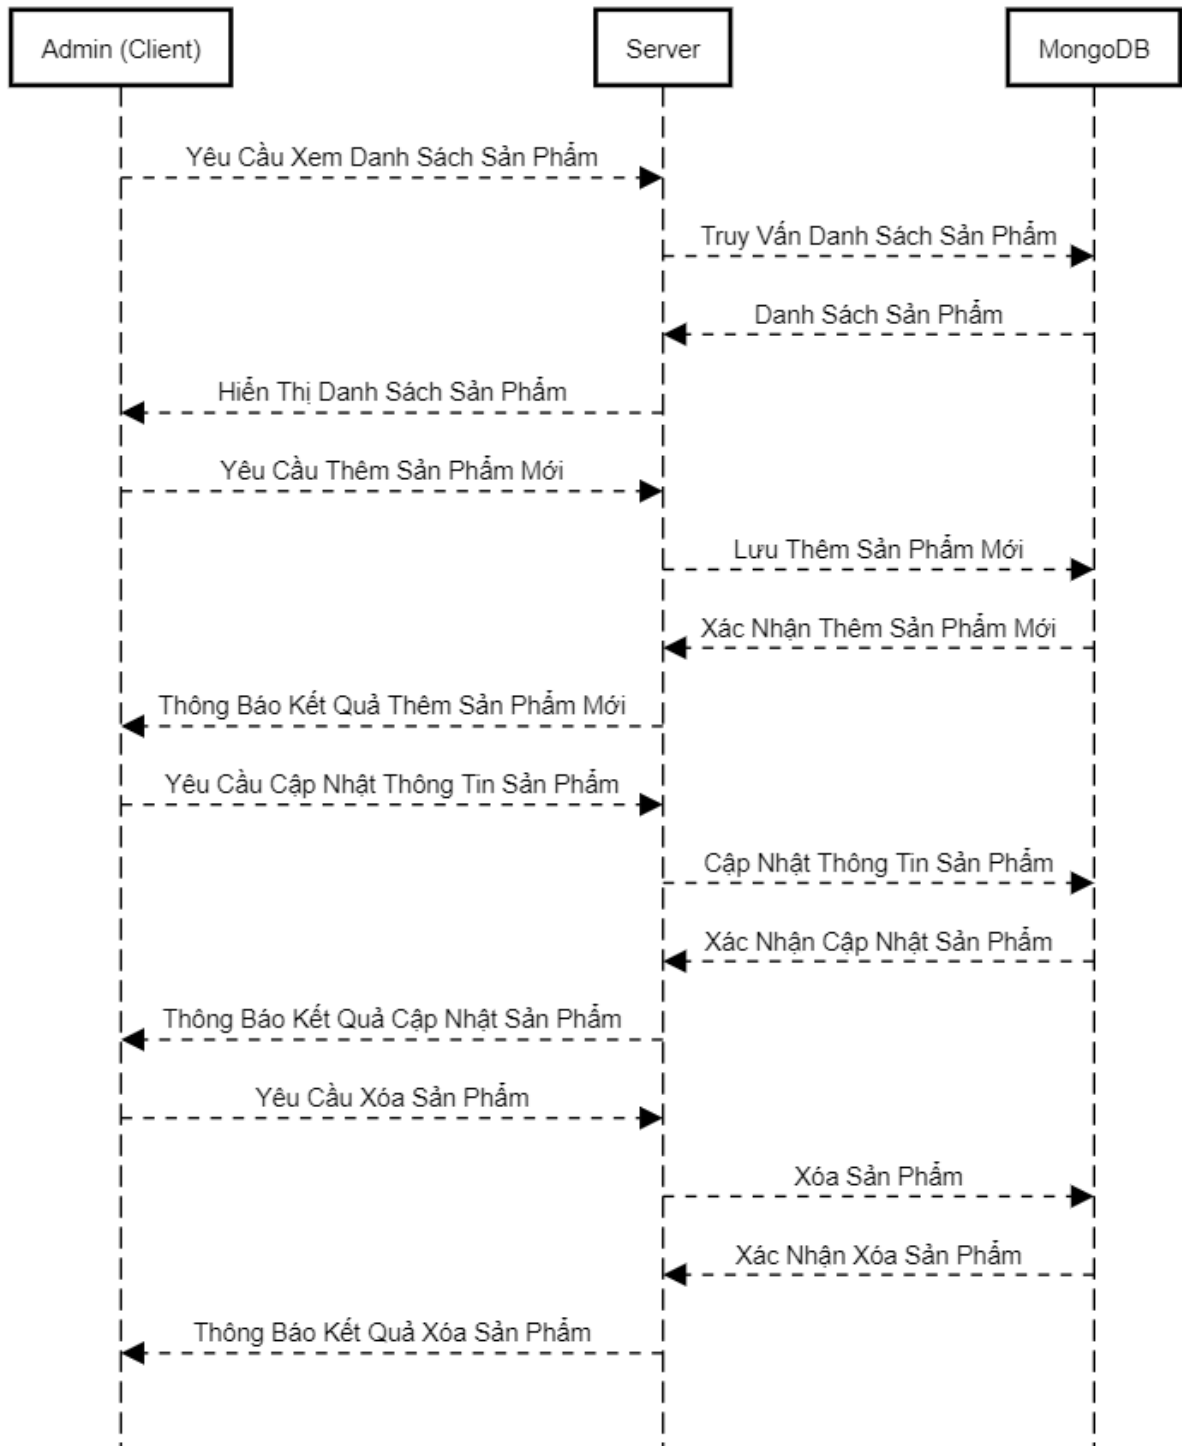 Admin (Client)
Server
MongoDB
Yêu Cầu Xem Danh Sách Sản Phẩm
Truy Vấn Danh Sách Sản Phẩm
Danh Sách Sản Phẩm
Hiển Thị Danh Sách Sản Phẩm
Yêu Cầu Thêm Sản Phẩm Mới
Lưu Thêm Sản Phẩm Mới
Xác Nhận Thêm Sản Phẩm Mới
Thông Báo Kết Quả Thêm Sản Phẩm Mới
Yêu Cầu Cập Nhật Thông Tin Sản Phẩm
Cập Nhật Thông Tin Sản Phẩm
Xác Nhận Cập Nhật Sản Phẩm
Thông Báo Kết Quả Cập Nhật Sản Phẩm
Yêu Cầu Xóa Sản Phẩm
Xóa Sản Phẩm
Xác Nhận Xóa Sản Phẩm
Thông Báo Kết Quả Xóa Sản Phẩm